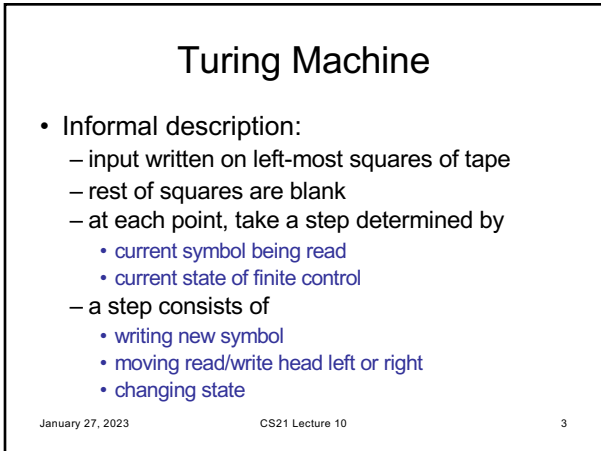 Turing Machine
• Informal description:
– input written on left-most squares of tape
– rest of squares are blank
– at each point, take a step determined by
• current symbol being read
• current state of finite control
– a step consists of
• writing new symbol
• moving read/write head left or right
• changing state
January 27, 2023 CS21 Lecture 10 3